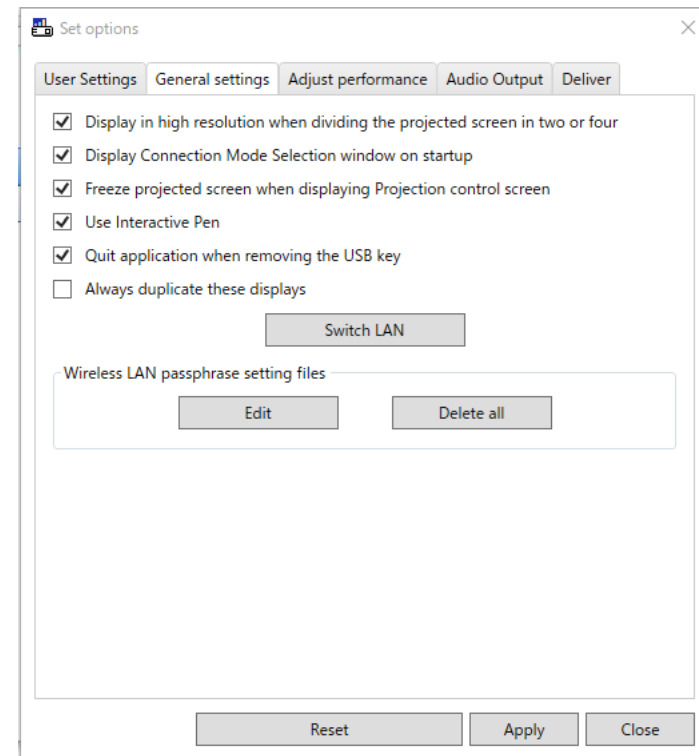 Set options
User Settings General settings Adjust performance Audio Output Deliver
Display in high resolution when dividing the projected screen in two or four
Display Connection Mode Selection window on startup
Freeze projected screen when displaying Projection control screen
Use Interactive Pen
Quit application when removing the USB key
Always duplicate these displays
Switch LAN
Wireless LAN passphrase setting files
Edit Delete all
Reset Apply Close